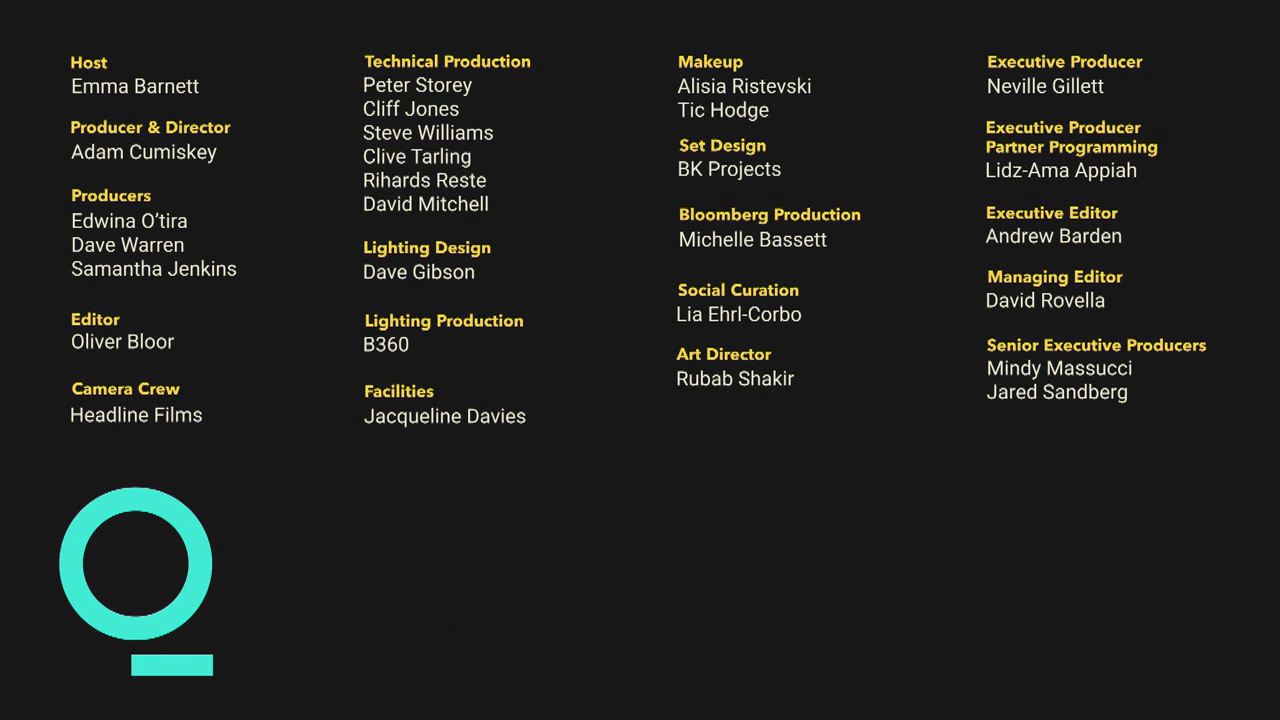 Host
Emma Barnett
Producer & Director
Adam Cumiskey
Producers
Edwina O’tira
Dave Warren
Samantha Jenkins
Editor
Oliver Bloor
Camera Crew
Headline Films
Technical Production
Peter Storey
Cliff Jones
Steve Williams
Clive Tarling
Rihards Reste
David Mitchell
Lighting Design
Dave Gibson
Lighting Production
B360
Facilities
Jacqueline Davies
Makeup
Alisia Ristevski
Tic Hodge
Set Design
BK Projects
Bloomberg Production
Michelle Bassett
Social Curation
Lia Ehrl-Corbo
Art Director
Rubab Shakir
Executive Producer
Neville Gillett
Executive Producer
Partner Programming
Lidz-Ama Appiah
Executive Editor
Andrew Barden
Managing Editor
David Rovella
Senior Executive Producers
Mindy Massucci
Jared Sandberg